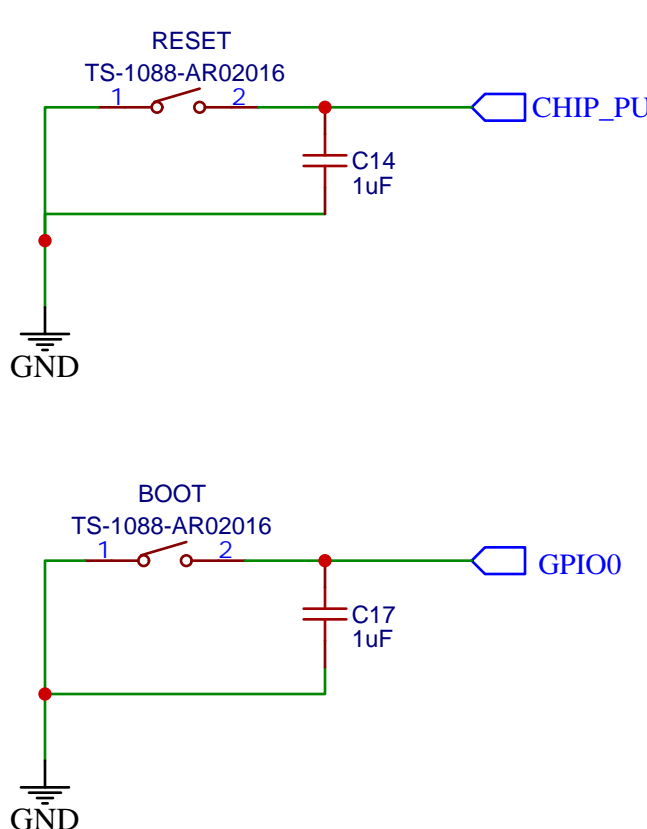 RESET
TS-1088-AR02016
1 2
CHIP_PU
C14
1uF
GND
BOOT
TS-1088-AR02016
1 2
GPIO0
C17
1uF
GND